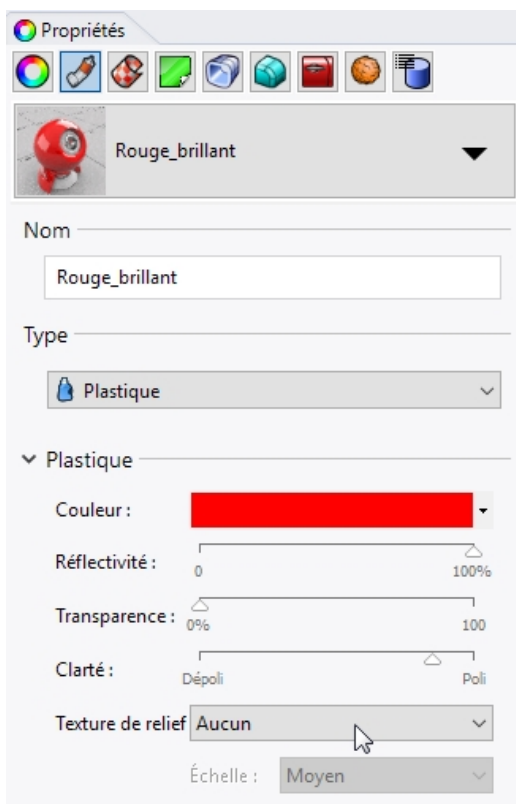 Propriétés
Rouge_brillant
Nom
Rouge_brillant
Type
Plastique
Plastique
Couleur :
Réflectivité :
0 100%
Transparence :
0% 100
Clarté :
Dépoli Poli
Texture de relief Aucun
Échelle : Moyen